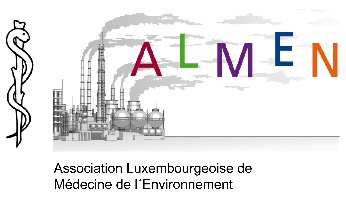 ALMEN
Association Luxembourgeoise de
Médecine de l´Environnement